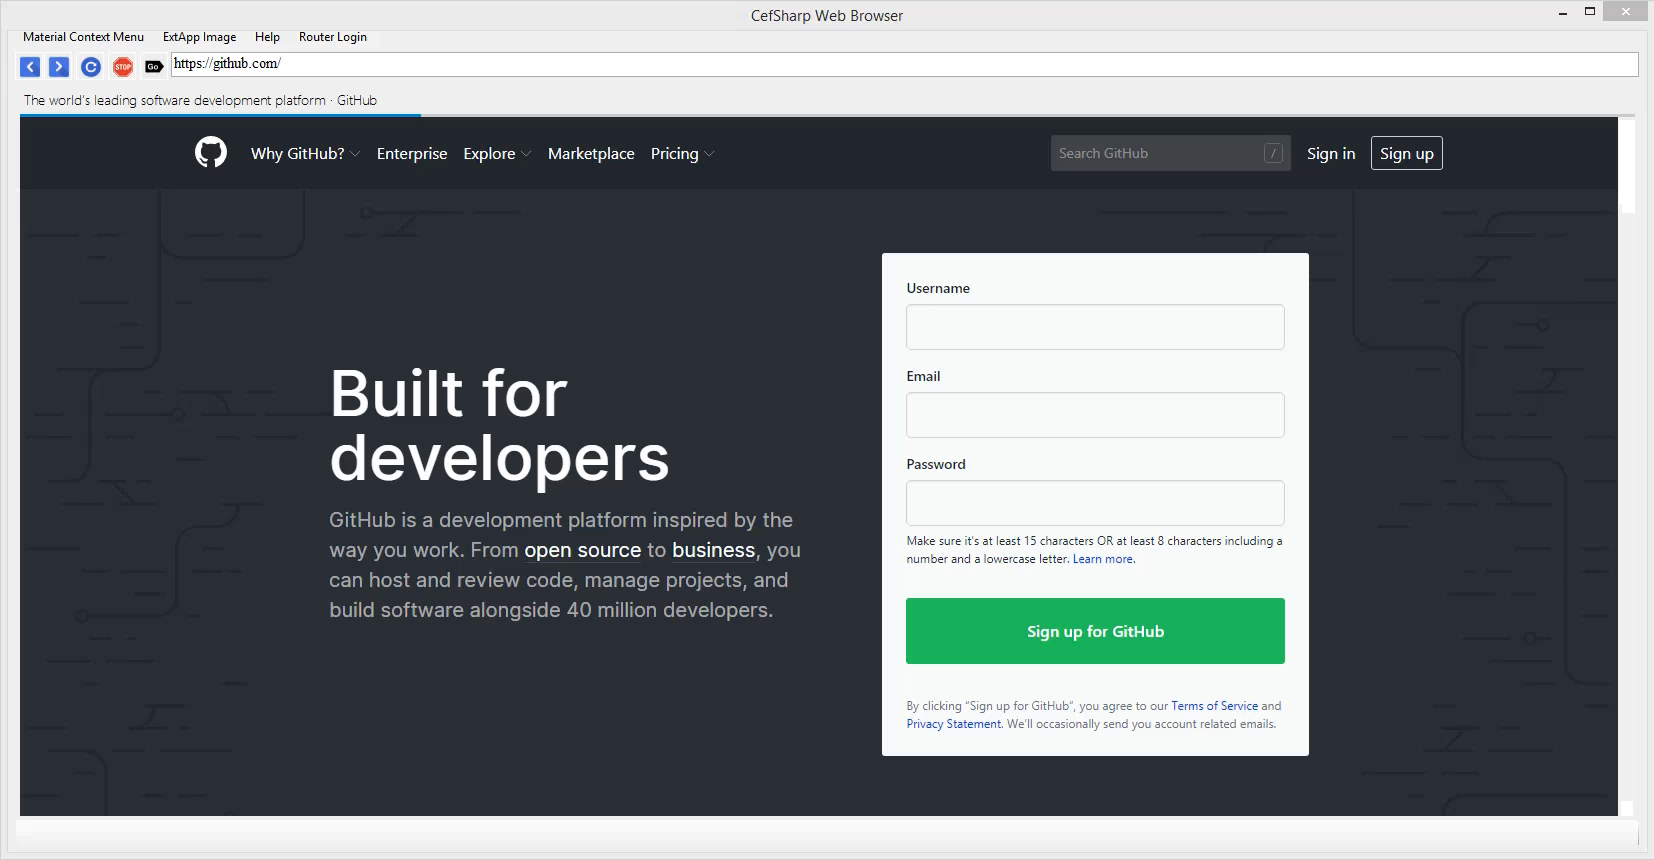 CefSharp Web Browser
Material Context Menu ExtApp Image Help Router Login
STOP Go https://github.com/
The world's leading software development platform · GitHub
Why GitHub? Enterprise Explore Marketplace Pricing Search GitHub / Sign in Sign up
Built for
developers
GitHub is a development platform inspired by the
way you work. From open source to business, you
can host and review code, manage projects, and
build software alongside 40 million developers.
Username
Email
Password
Make sure it's at least 15 characters OR at least 8 characters including a
number and a lowercase letter. Learn more.
Sign up for GitHub
By clicking “Sign up for GitHub”, you agree to our Terms of Service and
Privacy Statement. We’ll occasionally send you account related emails.